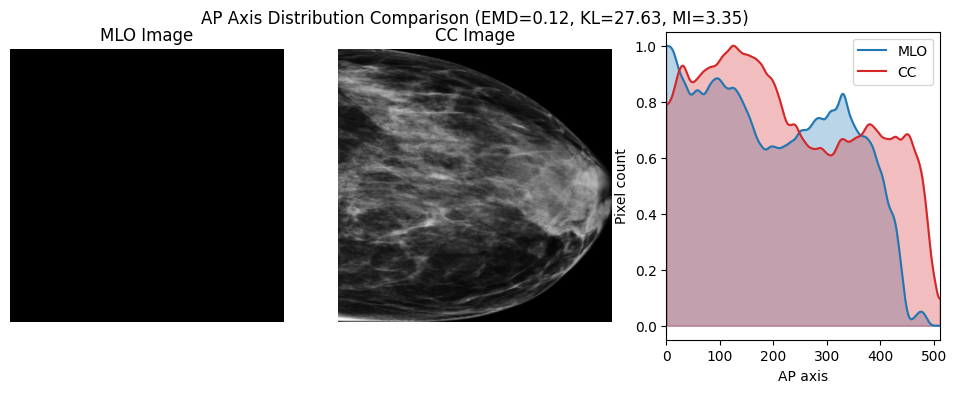 AP Axis Distribution Comparison (EMD=0.12, KL=27.63, MI=3.35)
MLO Image
CC Image
MLO
CC
Pixel count
1.0
0.8
0.6
0.4
0.2
0.0
0 100 200 300 400 500
AP axis